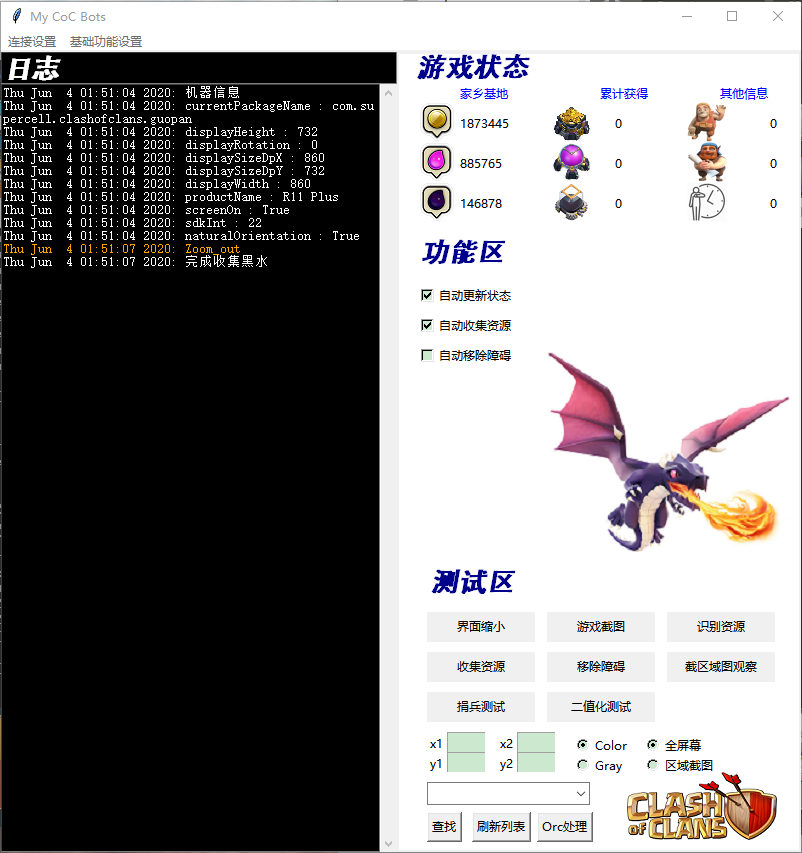 My CoC Bots
连接设置 基础功能设置
日志
Thu Jun 4 01:51:04 2020: 机器信息
Thu Jun 4 01:51:04 2020: currentPackageName : com.su
percell.clashofclans.guopan
Thu Jun 4 01:51:04 2020: displayHeight : 732
Thu Jun 4 01:51:04 2020: displayRotation : 0
Thu Jun 4 01:51:04 2020: displaySizeDpX : 860
Thu Jun 4 01:51:04 2020: displaySizeDpY : 732
Thu Jun 4 01:51:04 2020: displayWidth : 860
Thu Jun 4 01:51:04 2020: productName : R11 Plus
Thu Jun 4 01:51:04 2020: screenOn : True
Thu Jun 4 01:51:04 2020: sdkInt : 22
Thu Jun 4 01:51:04 2020: naturalOrientation : True
Thu Jun 4 01:51:07 2020: Zoom_out
Thu Jun 4 01:51:07 2020: 完成收集黑水
游戏状态
家乡基地 累计获得 其他信息
1873445 0 0
885765 0 0
146878 0 0
功能区
自动更新状态
自动收集资源
自动移除障碍
测试区
界面缩小 游戏截图 识别资源
收集资源 移除障碍 截区域图观察
捐兵测试 二值化测试
x1 x2 Color 全屏幕
y1 y2 Gray 区域截图
查找 刷新列表 Orc处理
CLASH
OF CLANS